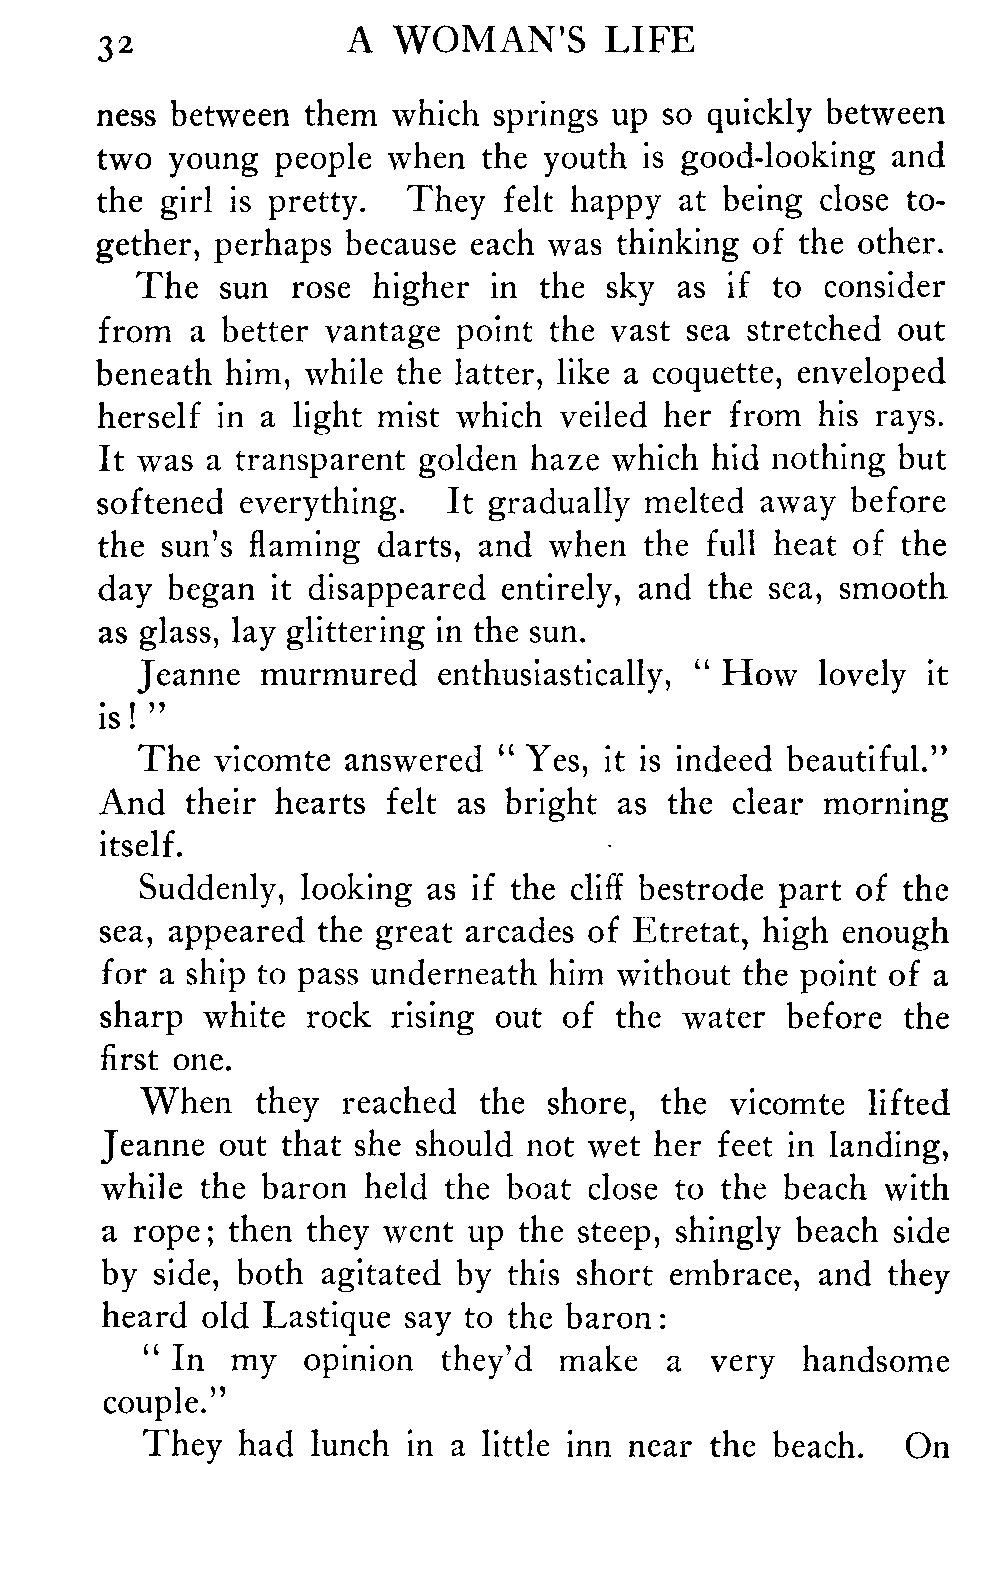 32 A WOMAN'S LIFE
ness between them which springs up so quickly between
two young people when the youth is good-looking and
the girl is pretty. They felt happy at being close to-
gether, perhaps because each was thinking of the other.
The sun rose higher in the sky as if to consider
from a better vantage point the vast sea stretched out
beneath him, while the latter, like a coquette, enveloped
herself in a light mist which veiled her from his rays.
It was a transparent golden haze which hid nothing but
softened everything. It gradually melted away before
the sun's flaming darts, and when the full heat of the
day began it disappeared entirely, and the sea, smooth
as glass, lay glittering in the sun.
Jeanne murmured enthusiastically, " How lovely it
is! "
The vicomte answered " Yes, it is indeed beautiful."
And their hearts felt as bright as the clear morning
itself.
Suddenly, looking as if the cliff bestrode part of the
sea, appeared the great arcades of Etretat, high enough
for a ship to pass underneath him without the point of a
sharp white rock rising out of the water before the
first one.
When they reached the shore, the vicomte lifted
Jeanne out that she should not wet her feet in landing,
while the baron held the boat close to the beach with
a rope; then they went up the steep, shingly beach side
by side, both agitated by this short embrace, and they
heard old Lastique say to the baron:
" In my opinion they'd make a very handsome
couple."
They had lunch in a little inn near the beach. On